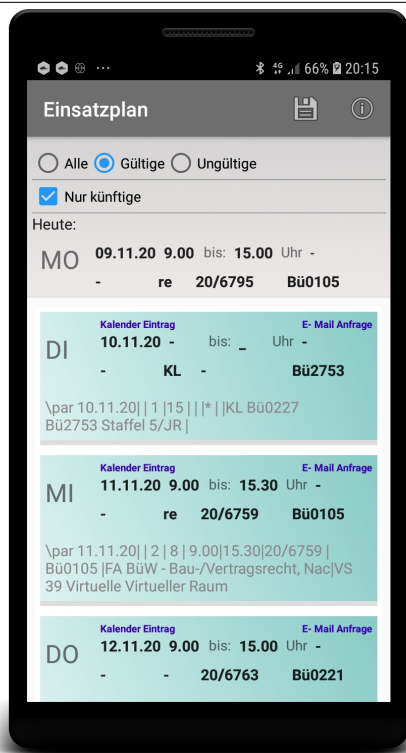 4G 66% 20:15
Einsatzplan
Alle Gültige Ungültige
Nur künftige
Heute:
MO 09.11.20 9.00 bis: 15.00 Uhr -
- re 20/6795 Bü0105
Kalender Eintrag E- Mail Anfrage
DI 10.11.20 - bis: _ Uhr -
- KL - Bü2753
\par 10.11.20| | 1 |15 | | |* | |KL Bü0227
Bü2753 Staffel 5/JR |
Kalender Eintrag E- Mail Anfrage
MI 11.11.20 9.00 bis: 15.30 Uhr -
- re 20/6759 Bü0105
\par 11.11.20| | 2 | 8 | 9.00|15.30|20/6759 |
Bü0105 |FA BüW - Bau-/Vertragsrecht, Nac|VS
39 Virtuelle Virtueller Raum
Kalender Eintrag E- Mail Anfrage
DO 12.11.20 9.00 bis: 15.00 Uhr -
- - 20/6763 Bü0221